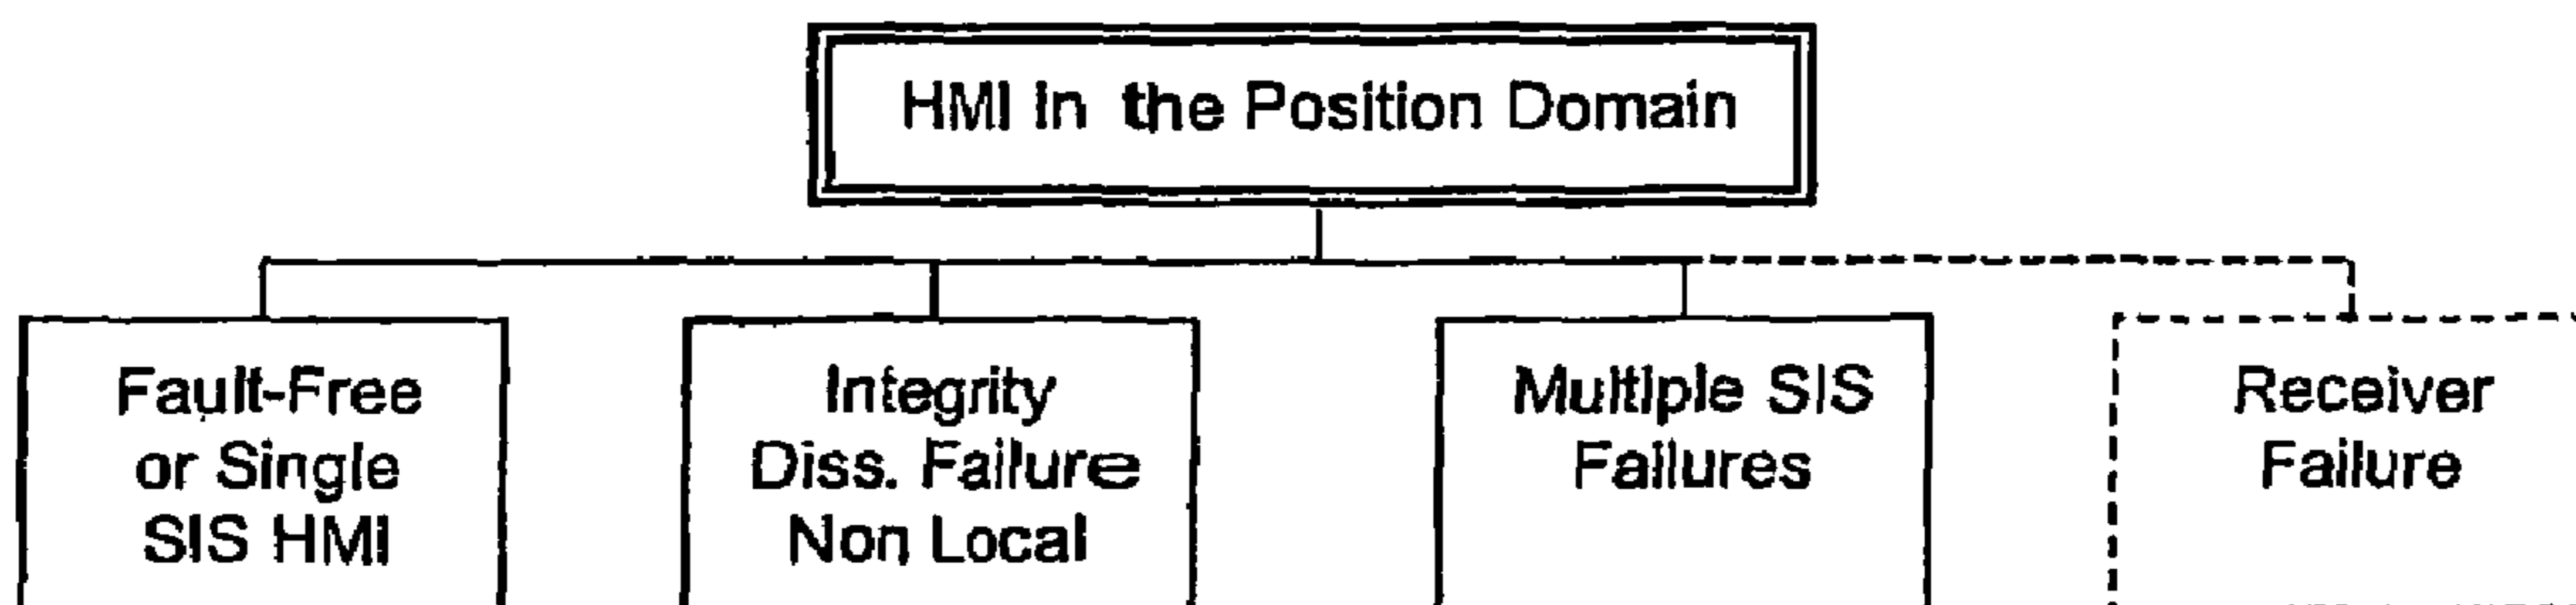 HMI In the Position Domain
Fault-Free
or Single
SIS HMI
Integrity
Diss. Failure
Non Local
Multiple SIS
Failures
Receiver
Failure